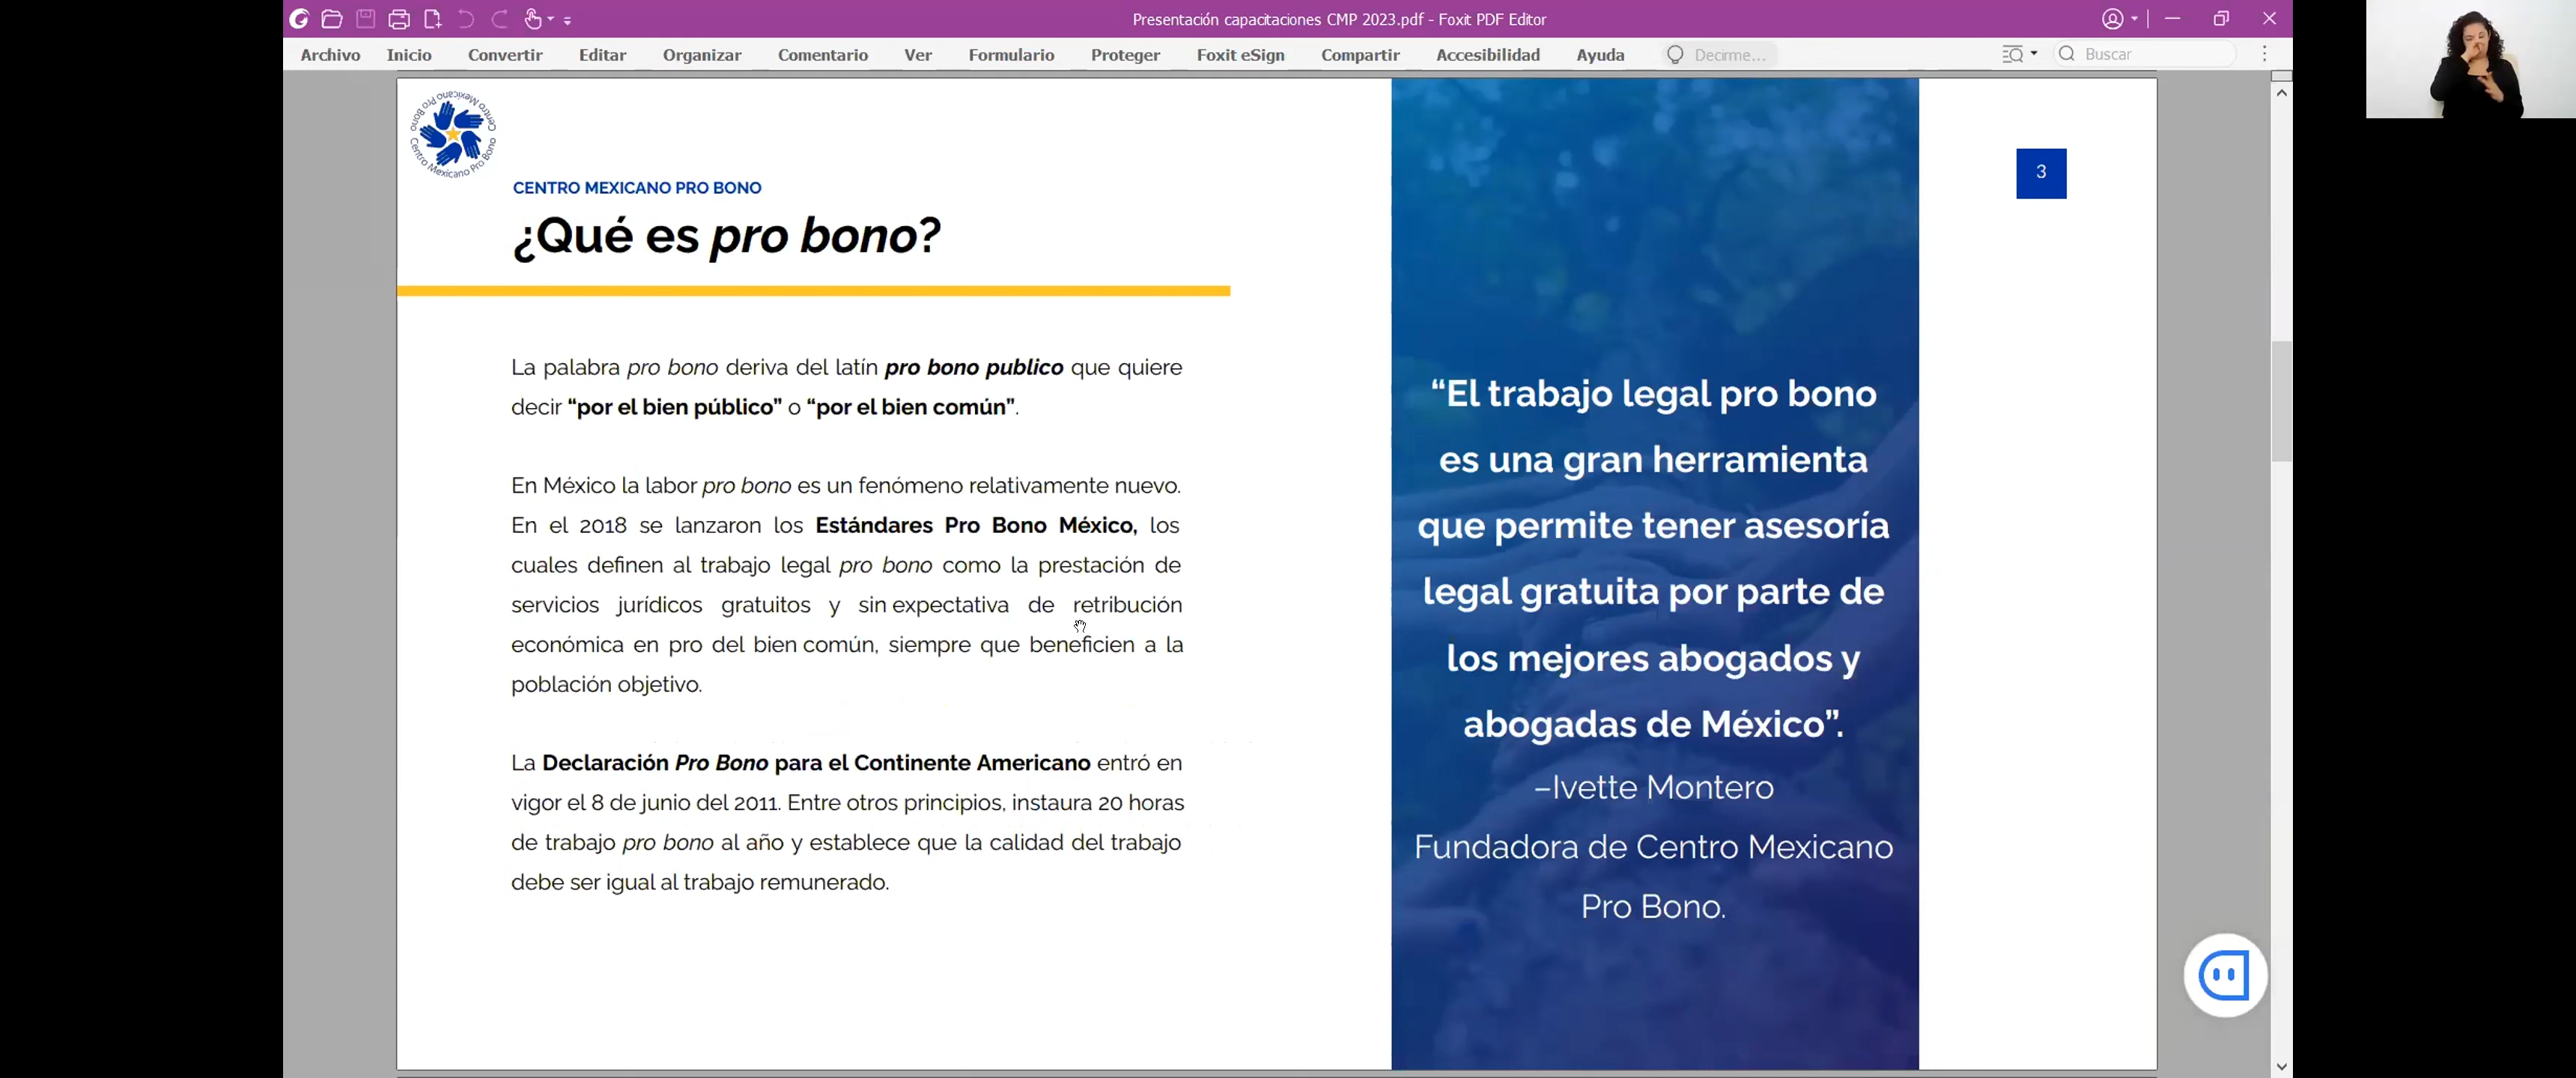 Presentación capacitaciones CMP 2023.pdf - Foxit PDF Editor
Archivo Inicio Convertir Editar Organizar Comentario Ver Formulario Proteger Foxit eSign Compartir Accesibilidad Ayuda Decirme... Buscar
Centro Mexicano Pro Bono Centro Mexicano Pro Bono
3
CENTRO MEXICANO PRO BONO
¿Qué es pro bono?
La palabra pro bono deriva del latín pro bono publico que quiere
decir “por el bien público” o “por el bien común”.
En México la labor pro bono es un fenómeno relativamente nuevo.
En el 2018 se lanzaron los Estándares Pro Bono México, los
cuales definen al trabajo legal pro bono como la prestación de
servicios jurídicos gratuitos y sin expectativa de retribución
económica en pro del bien común, siempre que beneficien a la
población objetivo.
La Declaración Pro Bono para el Continente Americano entró en
vigor el 8 de junio del 2011. Entre otros principios, instaura 20 horas
de trabajo pro bono al año y establece que la calidad del trabajo
debe ser igual al trabajo remunerado.
“El trabajo legal pro bono
es una gran herramienta
que permite tener asesoría
legal gratuita por parte de
los mejores abogados y
abogadas de México”.
–Ivette Montero
Fundadora de Centro Mexicano
Pro Bono.